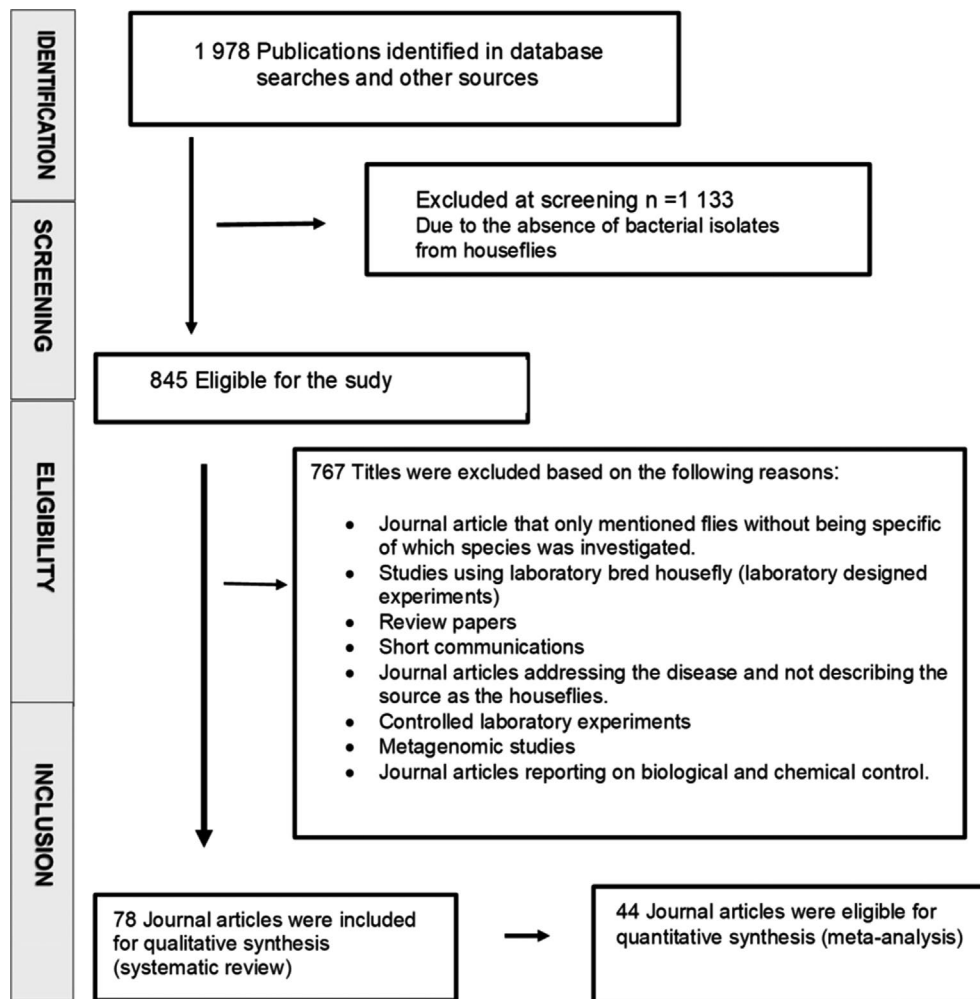 IDENTIFICATION
1 978 Publications identified in database
searches and other sources
Excluded at screening n =1 133
Due to the absence of bacterial isolates
from houseflies
SCREENING
845 Eligible for the sudy
ELIGIBILITY
767 Titles were excluded based on the following reasons:
• Journal article that only mentioned flies without being specific
of which species was investigated.
• Studies using laboratory bred housefly (laboratory designed
experiments)
• Review papers
• Short communications
• Journal articles addressing the disease and not describing the
source as the houseflies.
• Controlled laboratory experiments
• Metagenomic studies
• Journal articles reporting on biological and chemical control.
INCLUSION
78 Journal articles were included
for qualitative synthesis
(systematic review)
44 Journal articles were eligible for
quantitative synthesis (meta-analysis)